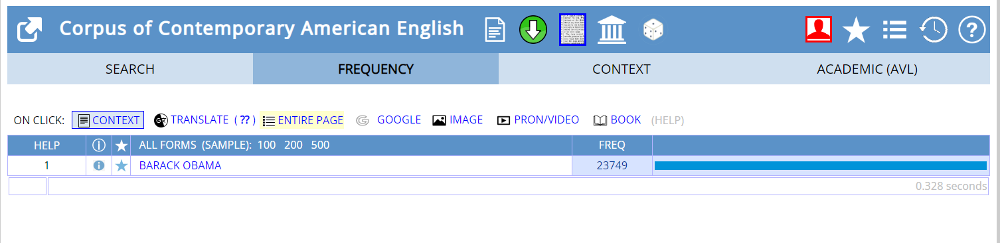 Corpus of Contemporary American English
SEARCH FREQUENCY CONTEXT ACADEMIC (AVL)
ON CLICK: CONTEXT TRANSLATE ( ?? ) ENTIRE PAGE GOOGLE IMAGE PRON/VIDEO BOOK (HELP)
HELP ALL FORMS (SAMPLE): 100 200 500 FREQ
1 BARACK OBAMA 23749
0.328 seconds